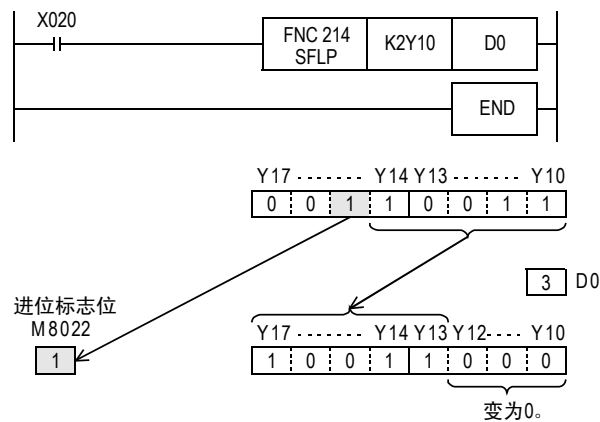 X020
FNC 214
SFLP
K2Y10
D0
END
Y17 ------- Y14 Y13 ------- Y10
0 0 1 1 0 0 1 1
3 D0
进位标志位
M8022
1
Y17 ------- Y14 Y13 Y12 ---- Y10
1 0 0 1 1 0 0 0
变为0。